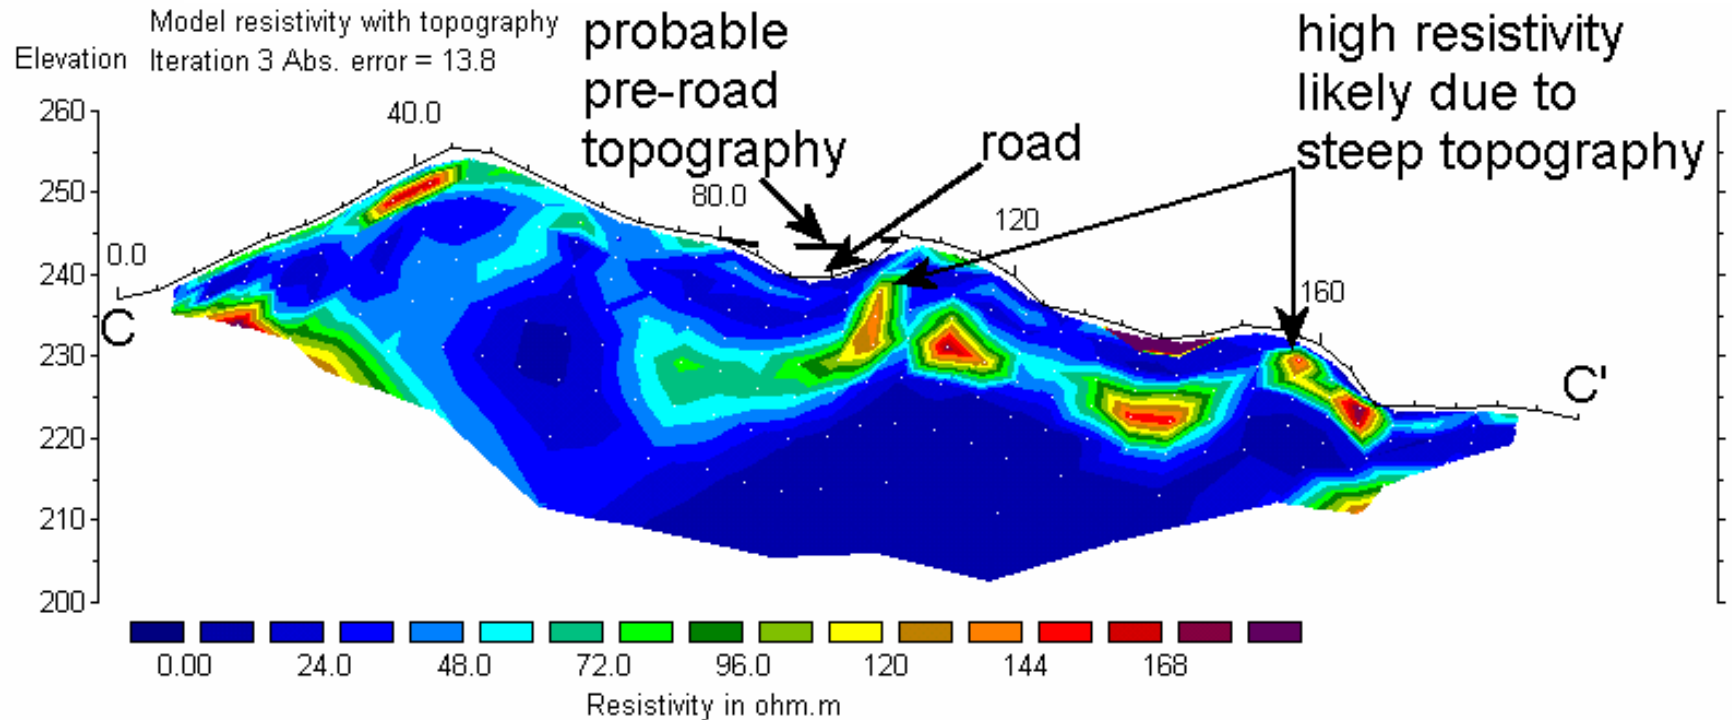 Model resistivity with topography
Elevation Iteration 3 Abs. error = 13.8
probable
pre-road
topography
road
high resistivity
likely due to
steep topography
260
250
240
230
220
210
200
0.0
40.0
80.0
120
160
C
C'
0.00 24.0 48.0 72.0 96.0 120 144 168
Resistivity in ohm.m